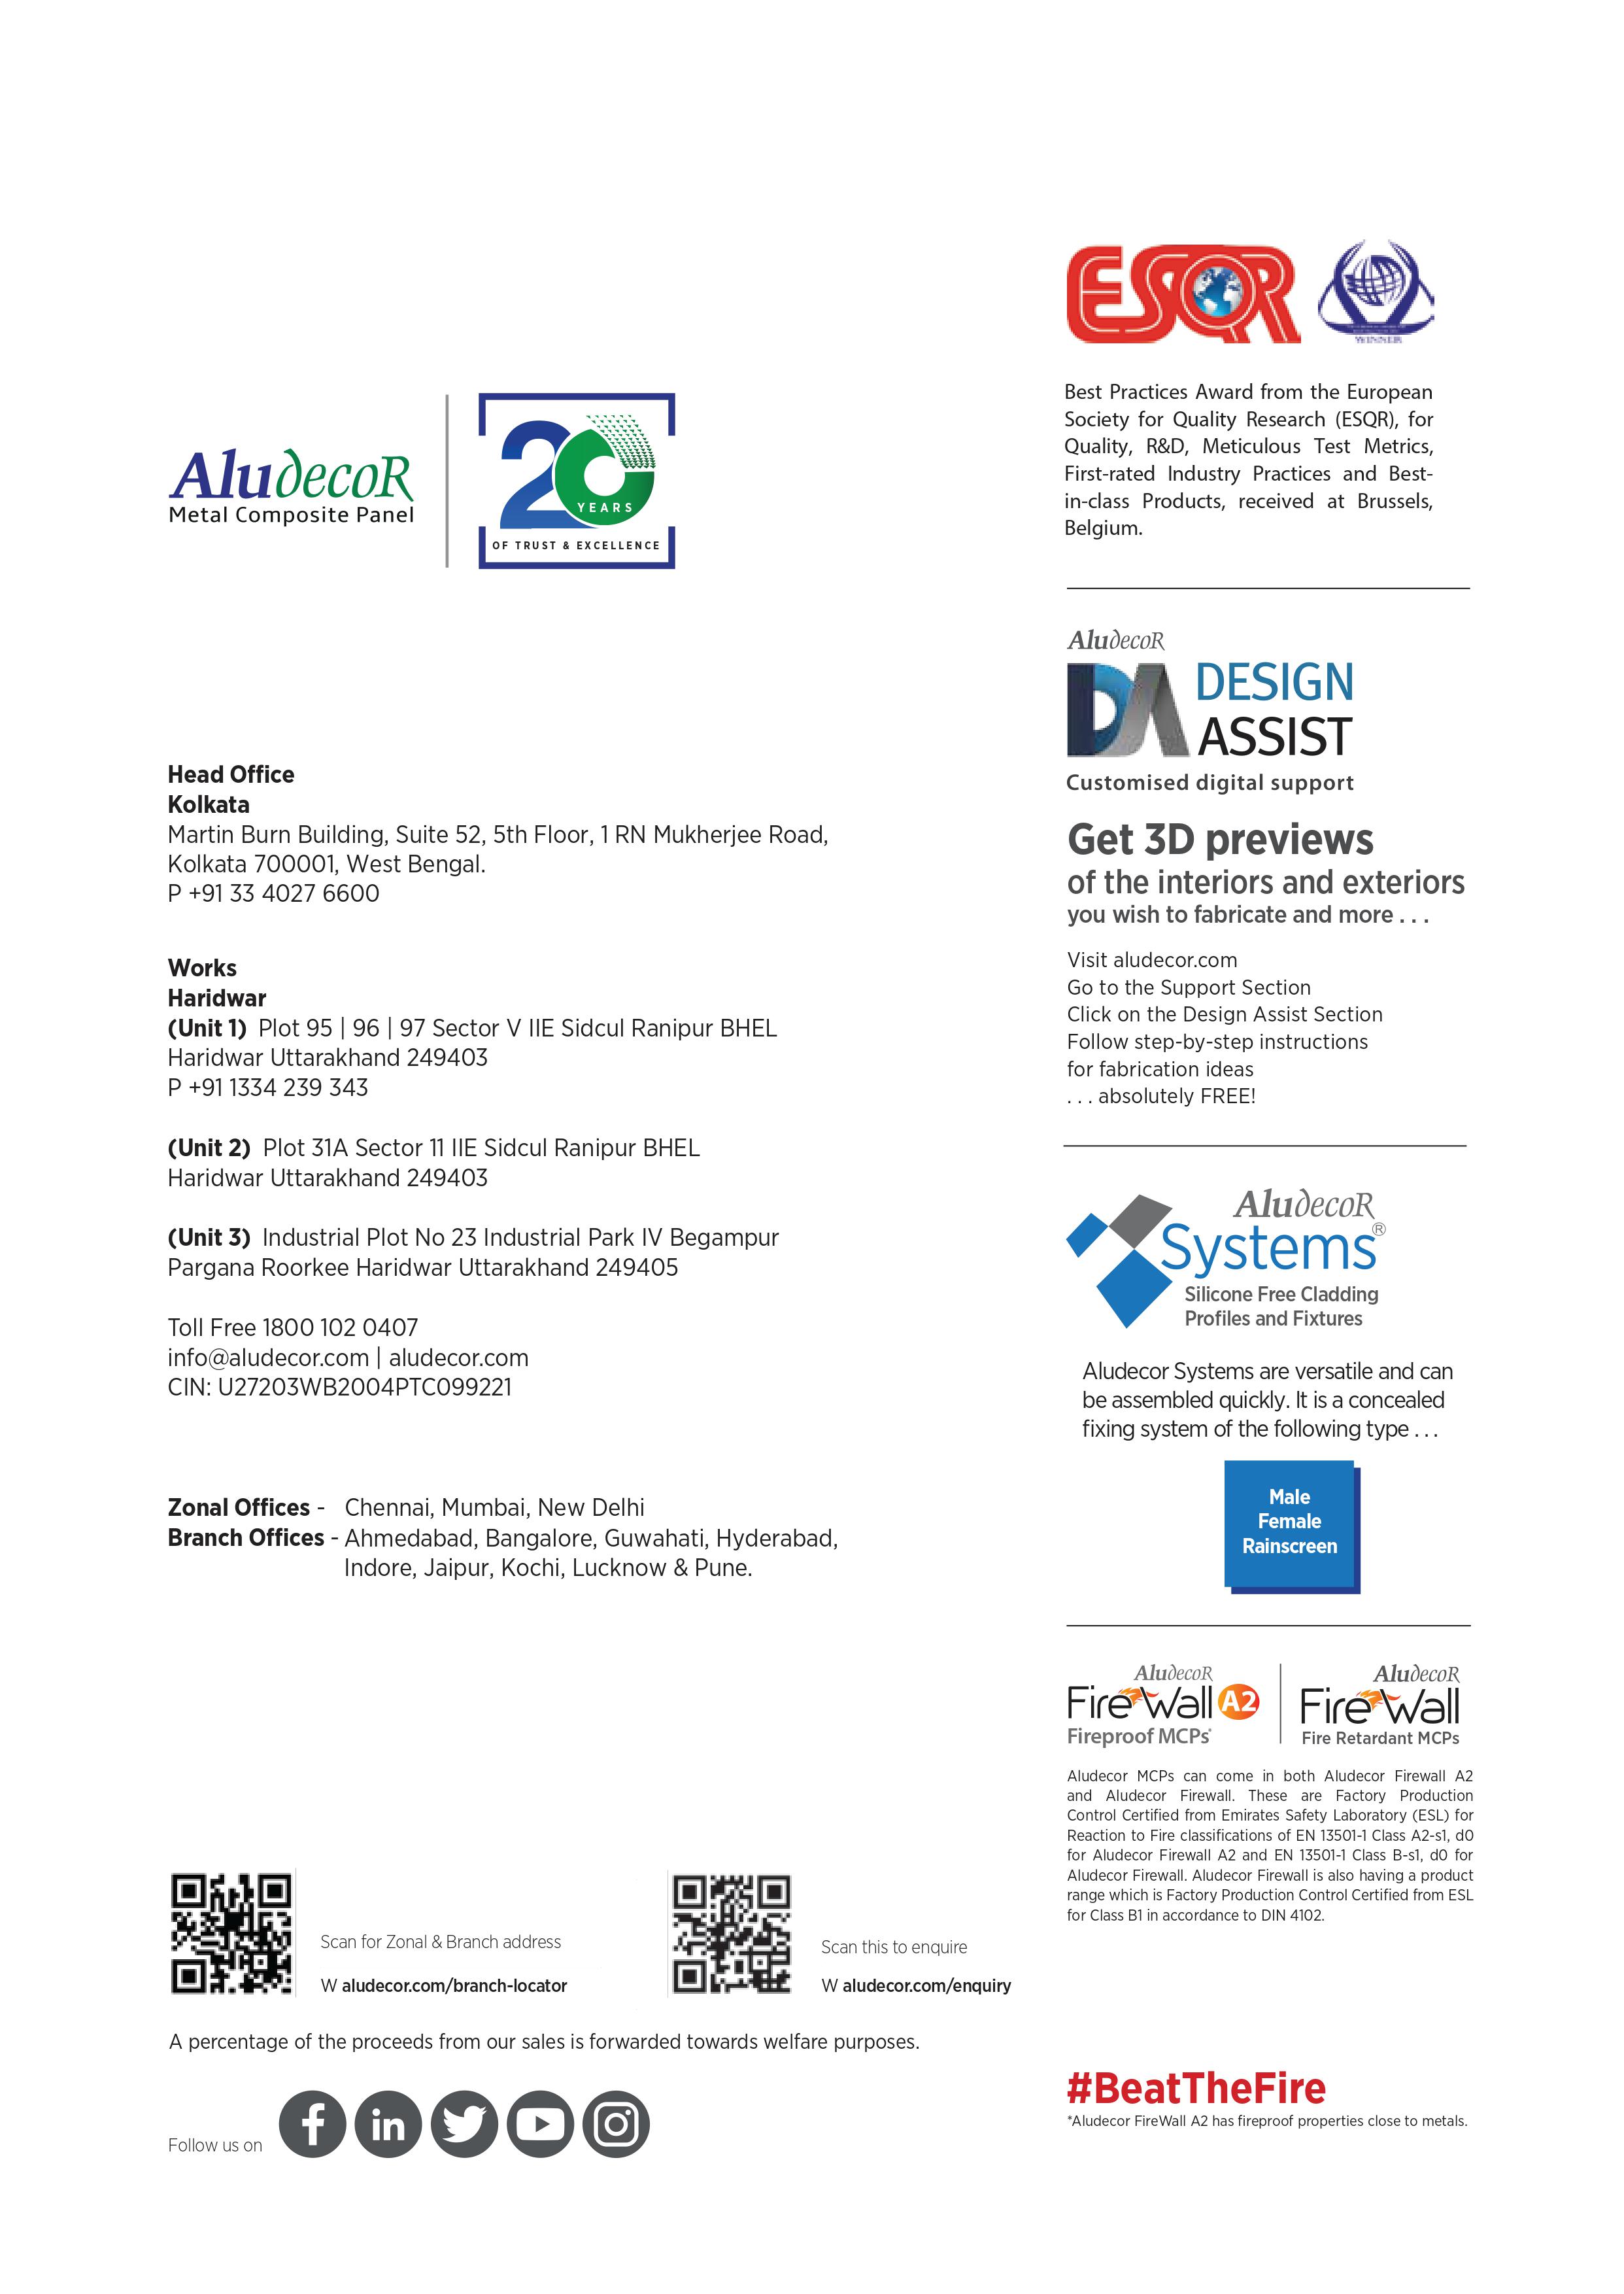 AludecoR
Metal Composite Panel
20
YEARS
OF TRUST & EXCELLENCE
Head Office
Kolkata
Martin Burn Building, Suite 52, 5th Floor, 1 RN Mukherjee Road,
Kolkata 700001, West Bengal.
P +91 33 4027 6600
Works
Haridwar
(Unit 1) Plot 95 | 96 | 97 Sector V IIE Sidcul Ranipur BHEL
Haridwar Uttarakhand 249403
P +91 1334 239 343
(Unit 2) Plot 31A Sector 11 IIE Sidcul Ranipur BHEL
Haridwar Uttarakhand 249403
(Unit 3) Industrial Plot No 23 Industrial Park IV Begampur
Pargana Roorkee Haridwar Uttarakhand 249405
Toll Free 1800 102 0407
info@aludecor.com | aludecor.com
CIN: U27203WB2004PTC099221
Zonal Offices - Chennai, Mumbai, New Delhi
Branch Offices - Ahmedabad, Bangalore, Guwahati, Hyderabad,
Indore, Jaipur, Kochi, Lucknow & Pune.
Scan for Zonal & Branch address
W aludecor.com/branch-locator
Scan this to enquire
W aludecor.com/enquiry
A percentage of the proceeds from our sales is forwarded towards welfare purposes.
Follow us on
ESQR
WINNER
Best Practices Award from the European
Society for Quality Research (ESQR), for
Quality, R&D, Meticulous Test Metrics,
First-rated Industry Practices and Best-
in-class Products, received at Brussels,
Belgium.
AludecoR
DA DESIGN
ASSIST
Customised digital support
Get 3D previews
of the interiors and exteriors
you wish to fabricate and more . . .
Visit aludecor.com
Go to the Support Section
Click on the Design Assist Section
Follow step-by-step instructions
for fabrication ideas
. . . absolutely FREE!
AludecoR
Systems®
Silicone Free Cladding
Profiles and Fixtures
Aludecor Systems are versatile and can
be assembled quickly. It is a concealed
fixing system of the following type . . .
Male
Female
Rainscreen
AludecoR
FireWall A2
Fireproof MCPs*
AludecoR
FireWall
Fire Retardant MCPs
Aludecor MCPs can come in both Aludecor Firewall A2
and Aludecor Firewall. These are Factory Production
Control Certified from Emirates Safety Laboratory (ESL) for
Reaction to Fire classifications of EN 13501-1 Class A2-s1, d0
for Aludecor Firewall A2 and EN 13501-1 Class B-s1, d0 for
Aludecor Firewall. Aludecor Firewall is also having a product
range which is Factory Production Control Certified from ESL
for Class B1 in accordance to DIN 4102.
#BeatTheFire
*Aludecor FireWall A2 has fireproof properties close to metals.